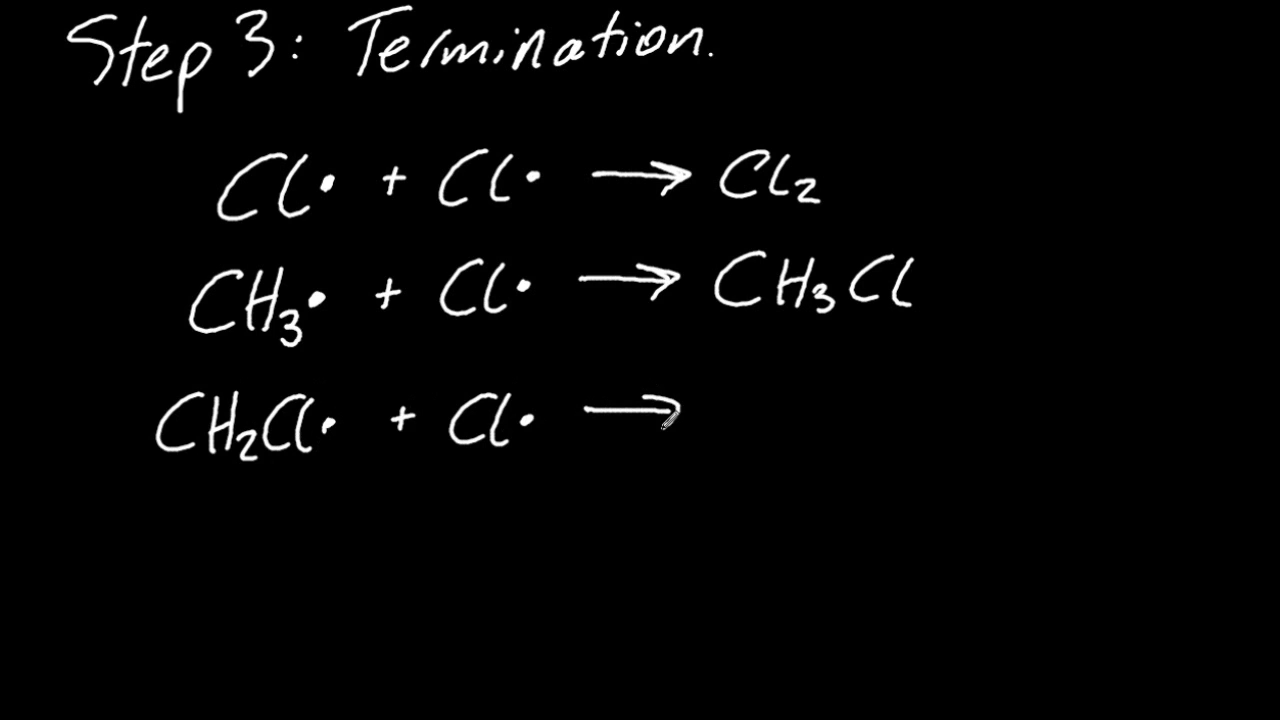 Step 3: Termination.
Cl• + Cl• → Cl₂
CH₃• + Cl• → CH₃Cl
CH₂Cl• + Cl• →